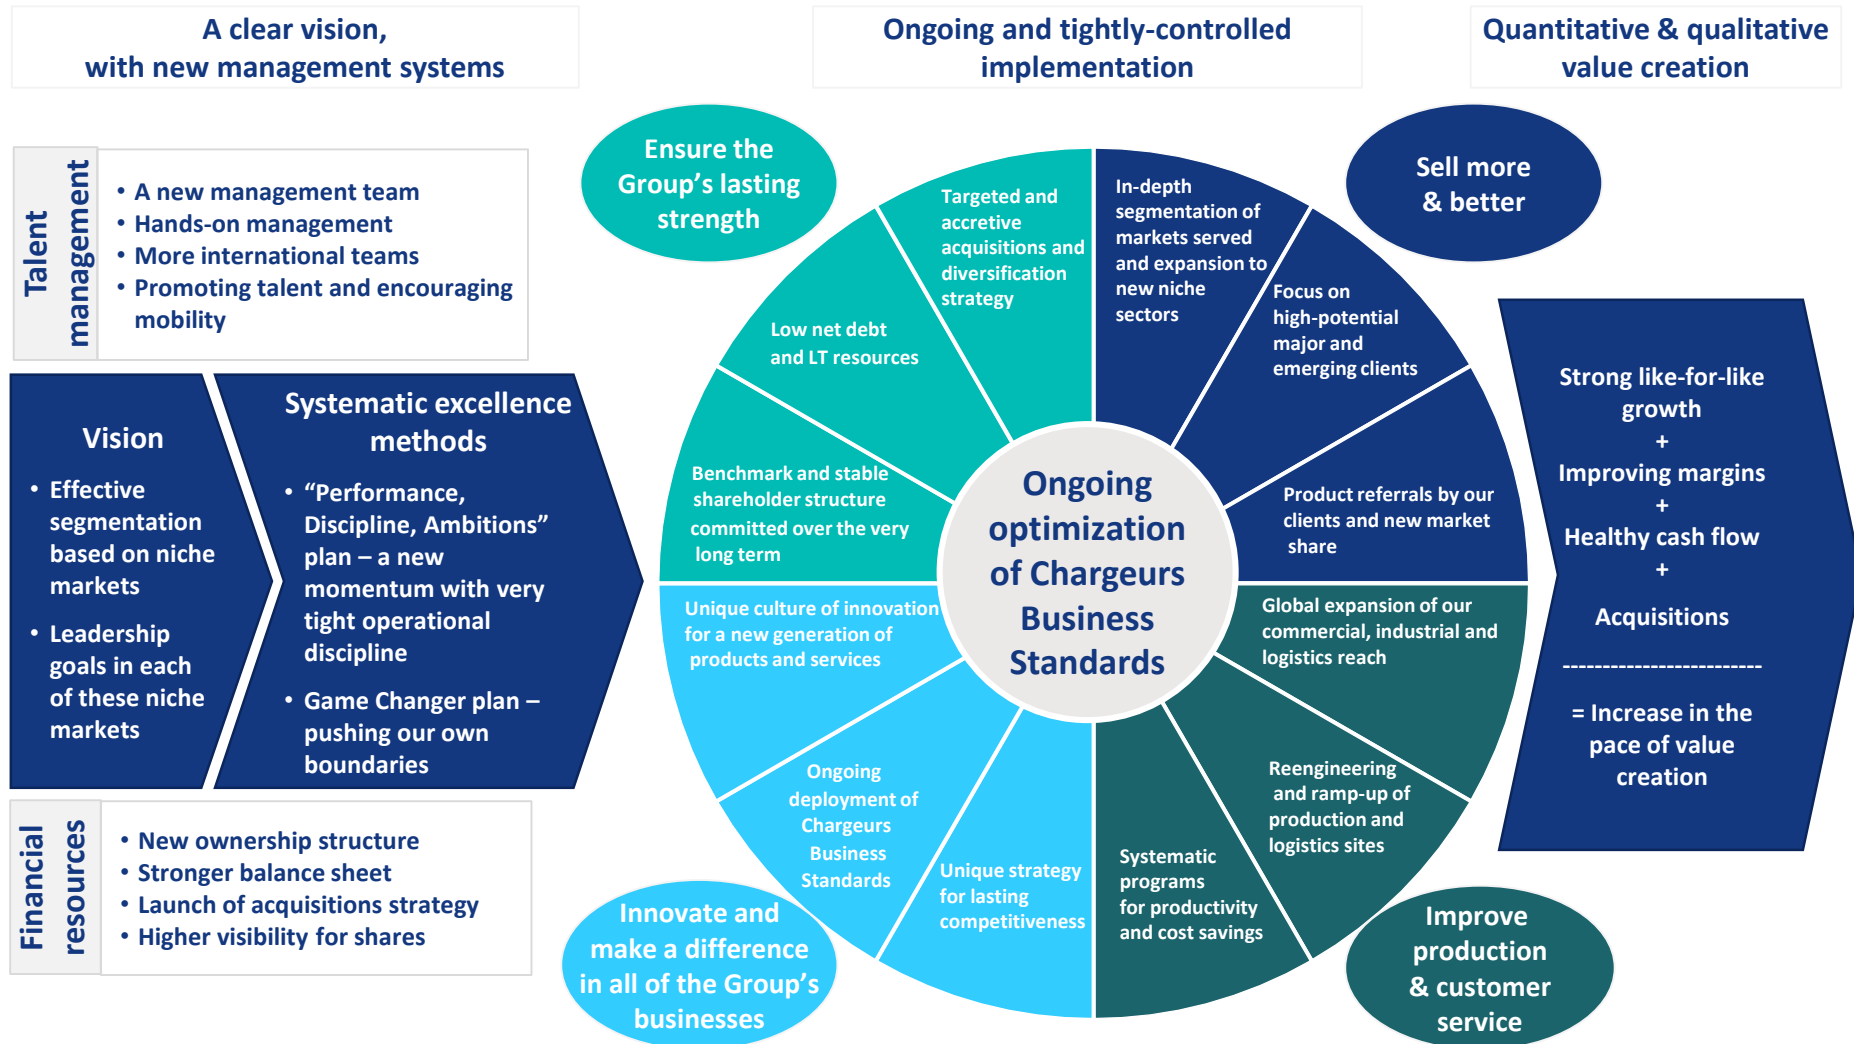 A clear vision,
with new management systems
Ongoing and tightly-controlled
implementation
Quantitative & qualitative
value creation
Talent
management
• A new management team
• Hands-on management
• More international teams
• Promoting talent and encouraging
mobility
Vision
• Effective
segmentation
based on niche
markets
• Leadership
goals in each
of these niche
markets
Systematic excellence
methods
• “Performance,
Discipline, Ambitions”
plan – a new
momentum with very
tight operational
discipline
• Game Changer plan –
pushing our own
boundaries
Financial
resources
• New ownership structure
• Stronger balance sheet
• Launch of acquisitions strategy
• Higher visibility for shares
Ensure the
Group’s lasting
strength
Targeted and
accretive
acquisitions and
diversification
strategy
Low net debt
and LT resources
Benchmark and stable
shareholder structure
committed over the very
long term
Sell more
& better
In-depth
segmentation of
markets served
and expansion to
new niche
sectors
Focus on
high-potential
major and
emerging clients
Product referrals by our
clients and new market
share
Ongoing
optimization
of Chargeurs
Business
Standards
Unique culture of innovation
for a new generation of
products and services
Ongoing
deployment of
Chargeurs
Business
Standards
Unique strategy
for lasting
competitiveness
Innovate and
make a difference
in all of the Group’s
businesses
Global expansion of our
commercial, industrial and
logistics reach
Reengineering
and ramp-up of
production and
logistics sites
Systematic
programs
for productivity
and cost savings
Improve
production
& customer
service
Strong like-for-like
growth
+
Improving margins
+
Healthy cash flow
+
Acquisitions
-------------------------
= Increase in the
pace of value
creation